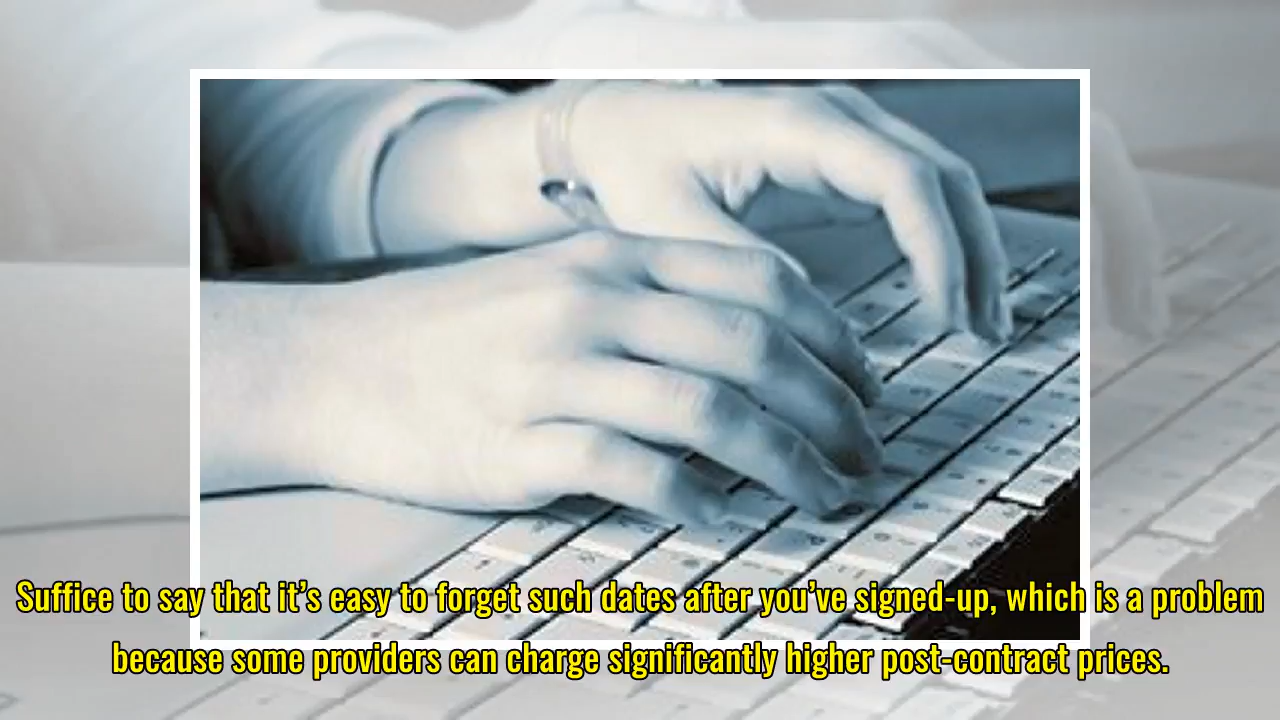 Suffice to say that it’s easy to forget such dates after you’ve signed-up, which is a problem
because some providers can charge significantly higher post-contract prices.